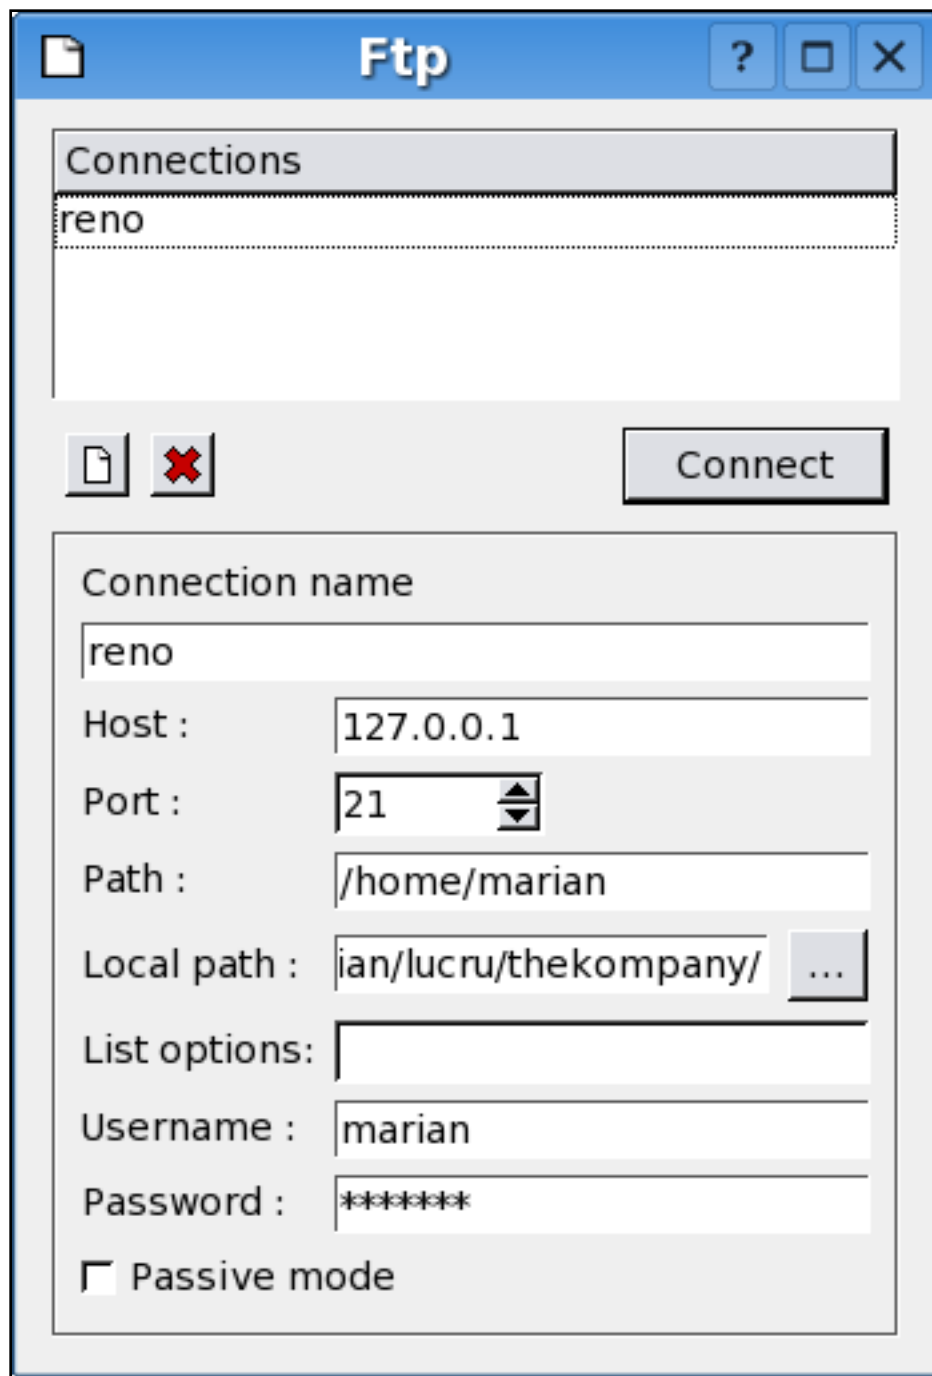 Ftp
Connections
reno
Connect
Connection name
reno
Host : 127.0.0.1
Port : 21
Path : /home/marian
Local path : ian/lucru/thekompany/ ...
List options:
Username : marian
Password : *******
Passive mode